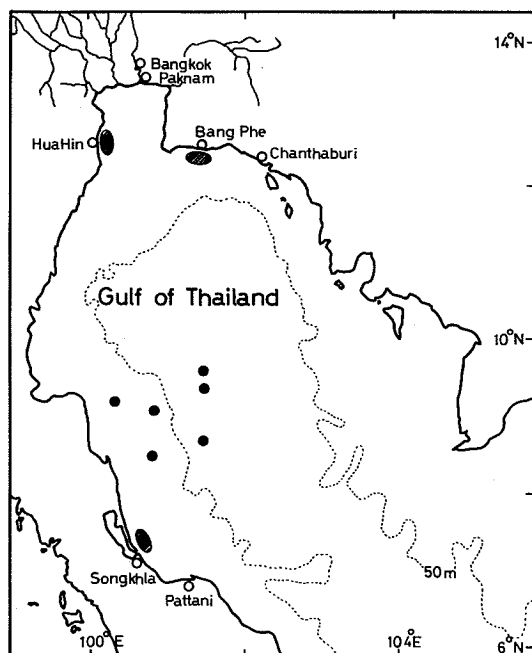 14°N
Bangkok
Paknam
HuaHin
Bang Phe
Chanthaburi
Gulf of Thailand
10°N
50m
Songkhla
Pattani
100°E
104°E
6°N